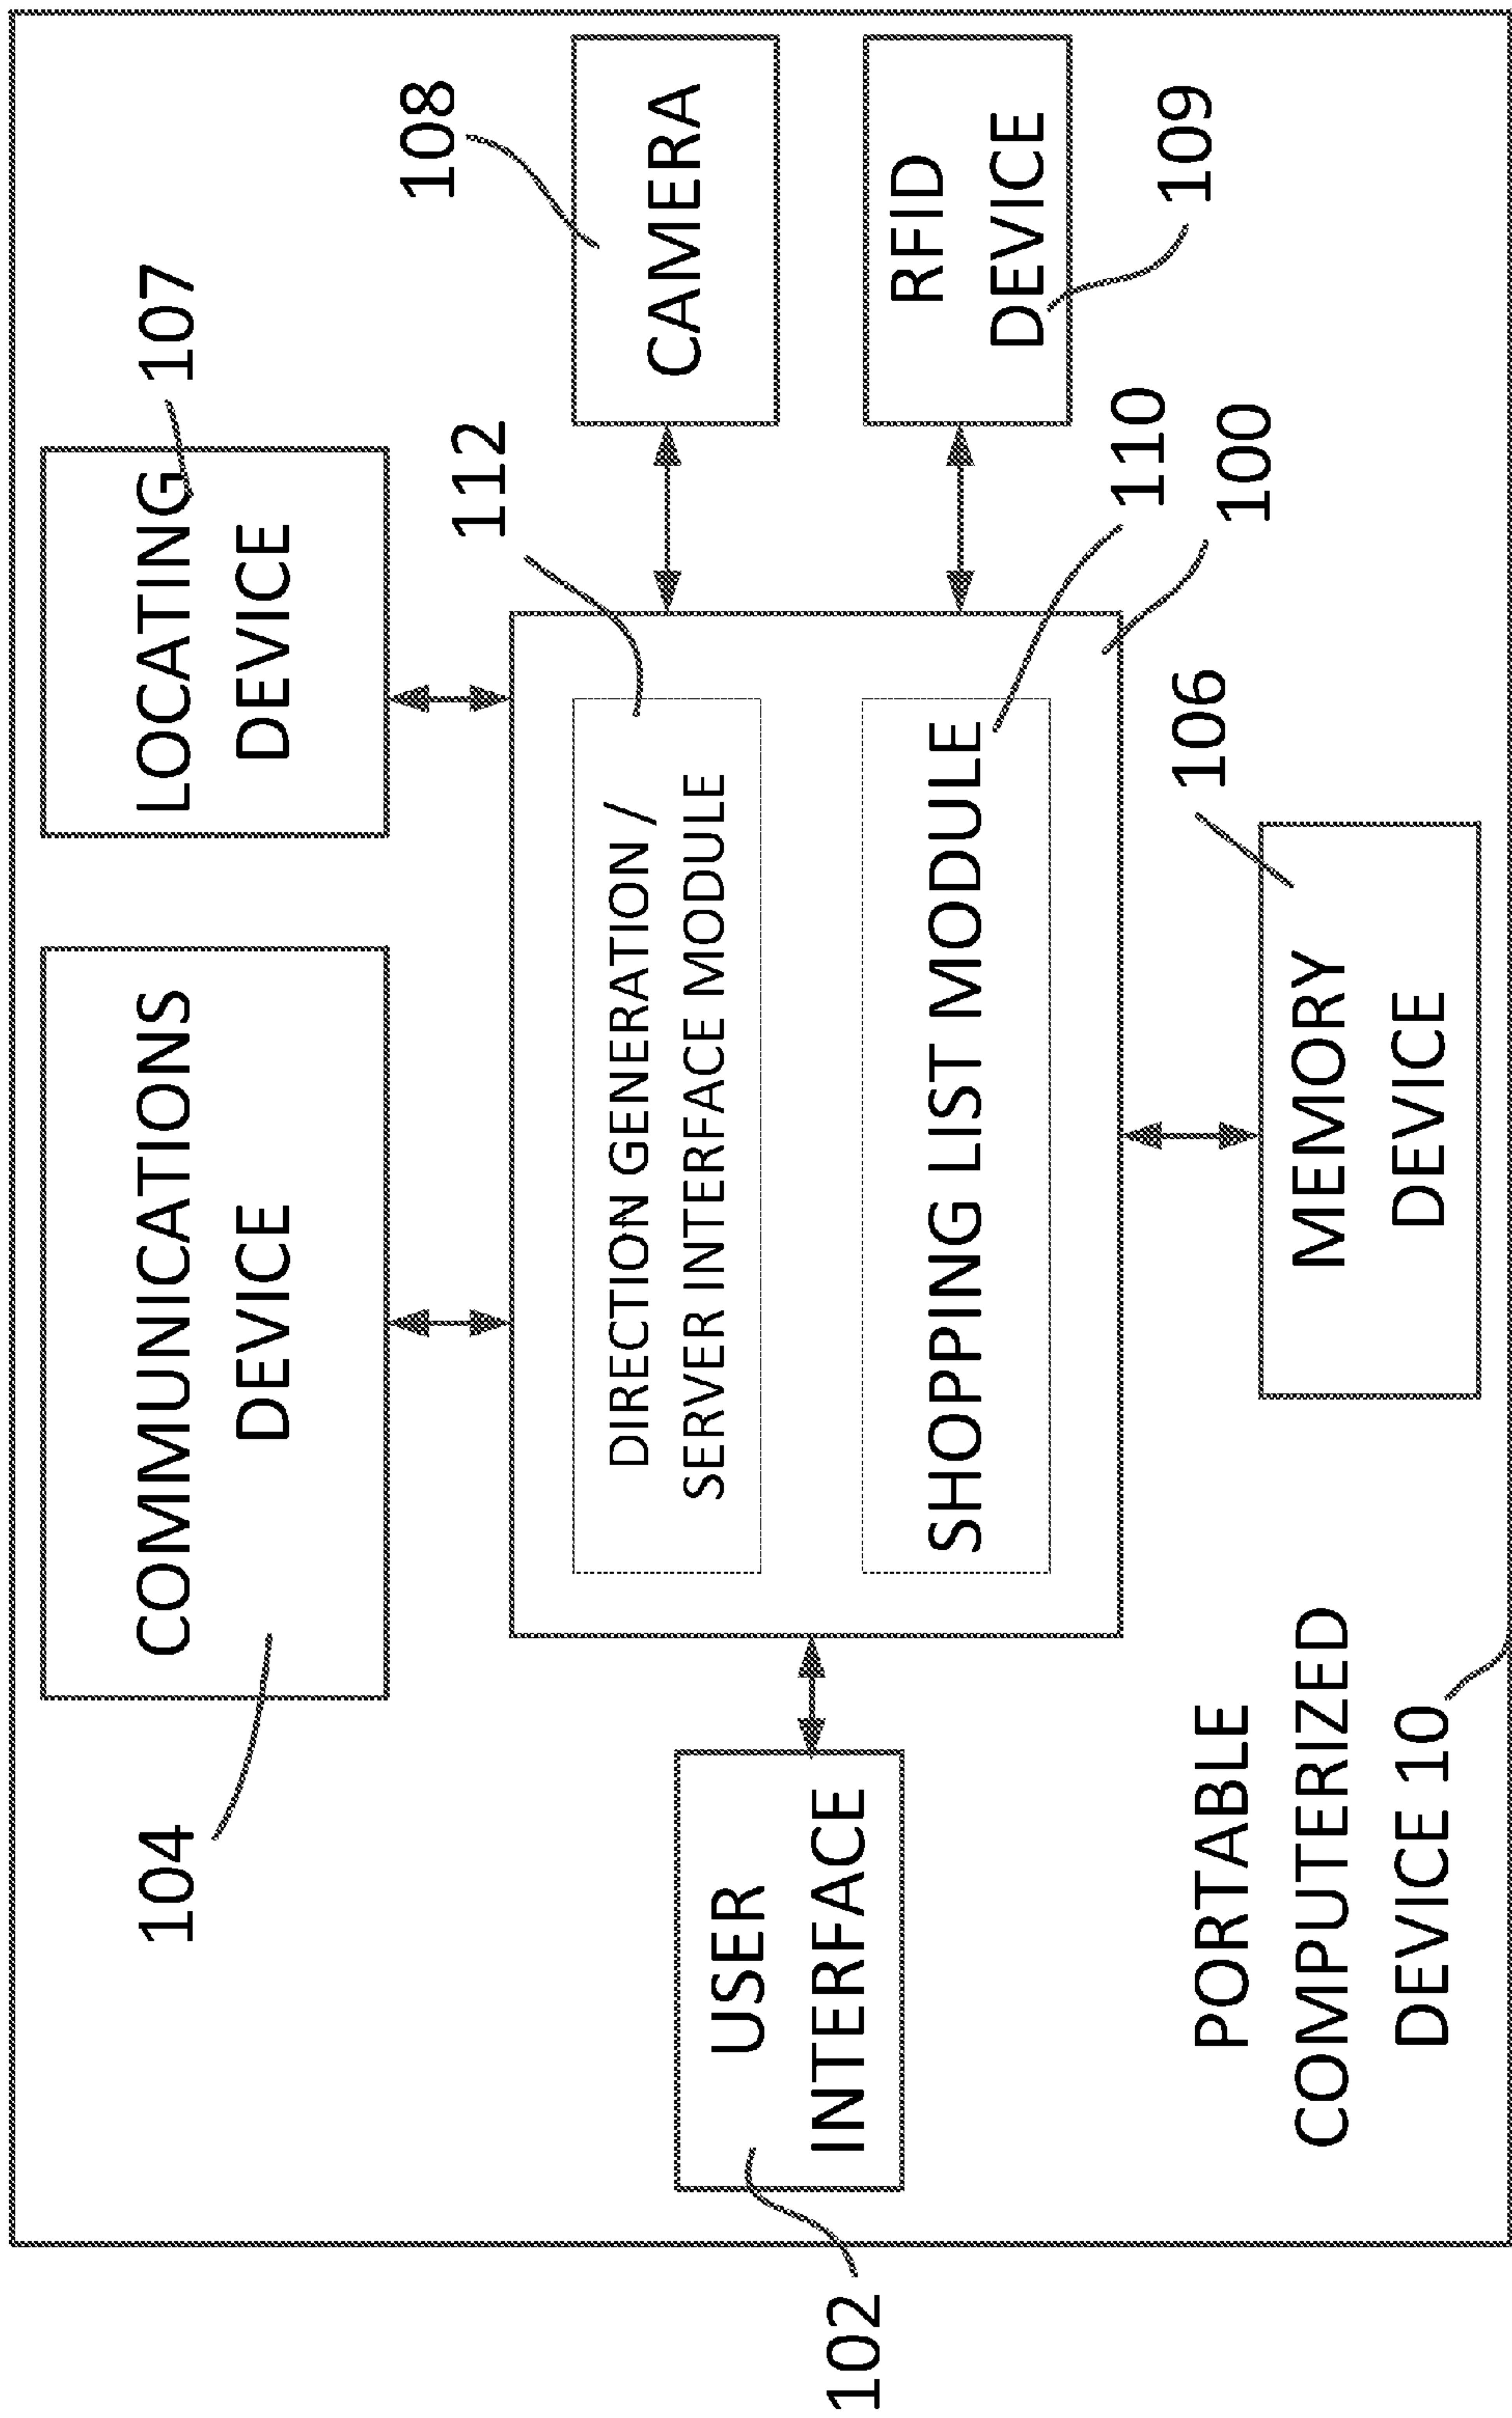 104
COMMUNICATIONS
DEVICE
LOCATING
DEVICE
107
112
108
CAMERA
102
USER
INTERFACE
DIRECTION GENERATION /
SERVER INTERFACE MODULE
SHOPPING LIST MODULE
RFID
DEVICE
109
110
100
106
MEMORY
DEVICE
PORTABLE
COMPUTERIZED
DEVICE 10